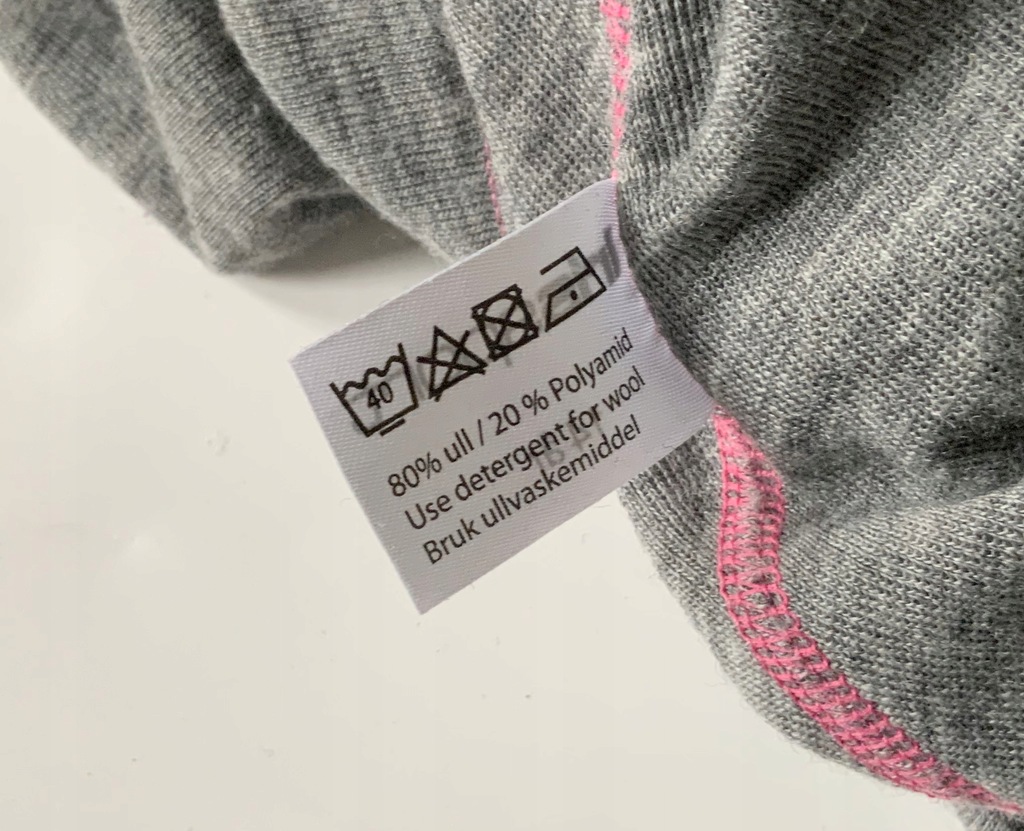 40
80% ull / 20 % Polyamid
Use detergent for wool
Bruk ullvaskemiddel